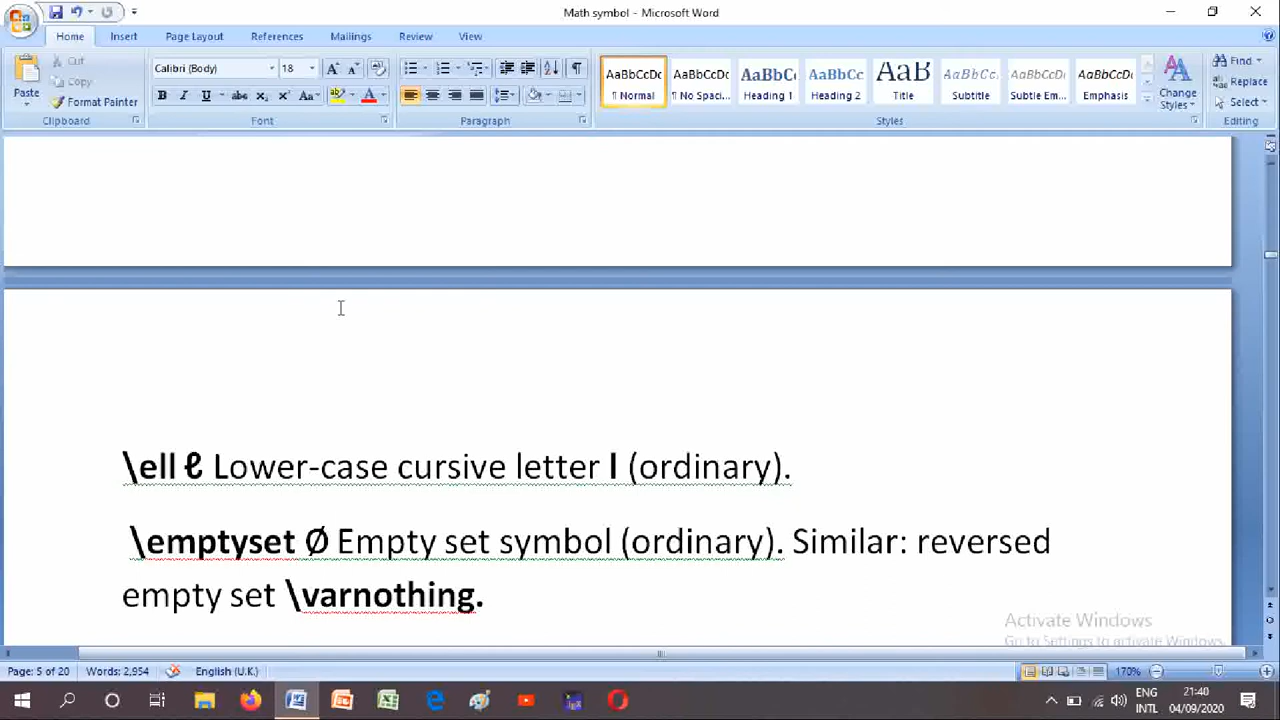 Math symbol - Microsoft Word
Home Insert Page Layout References Mailings Review View
Cut
Copy
Format Painter
Paste
Clipboard
Calibri (Body) 18
Font
Paragraph
AaBbCcDc AaBbCcDc AaBbC AaBbCc AaB AaBbCc. AaBbCcDc AaBbCcDc
¶ Normal ¶ No Spaci... Heading 1 Heading 2 Title Subtitle Subtle Em... Emphasis
Change
Styles
Styles
Find
Replace
Select
Editing
\ell ℓ Lower-case cursive letter l (ordinary).
\emptyset Ø Empty set symbol (ordinary). Similar: reversed
empty set \varnothing.
Activate Windows
Go to Settings to activate Windows.
Page: 5 of 20 Words: 2,954 English (U.K.) 170%
ENG 21:40
INTL 04/09/2020